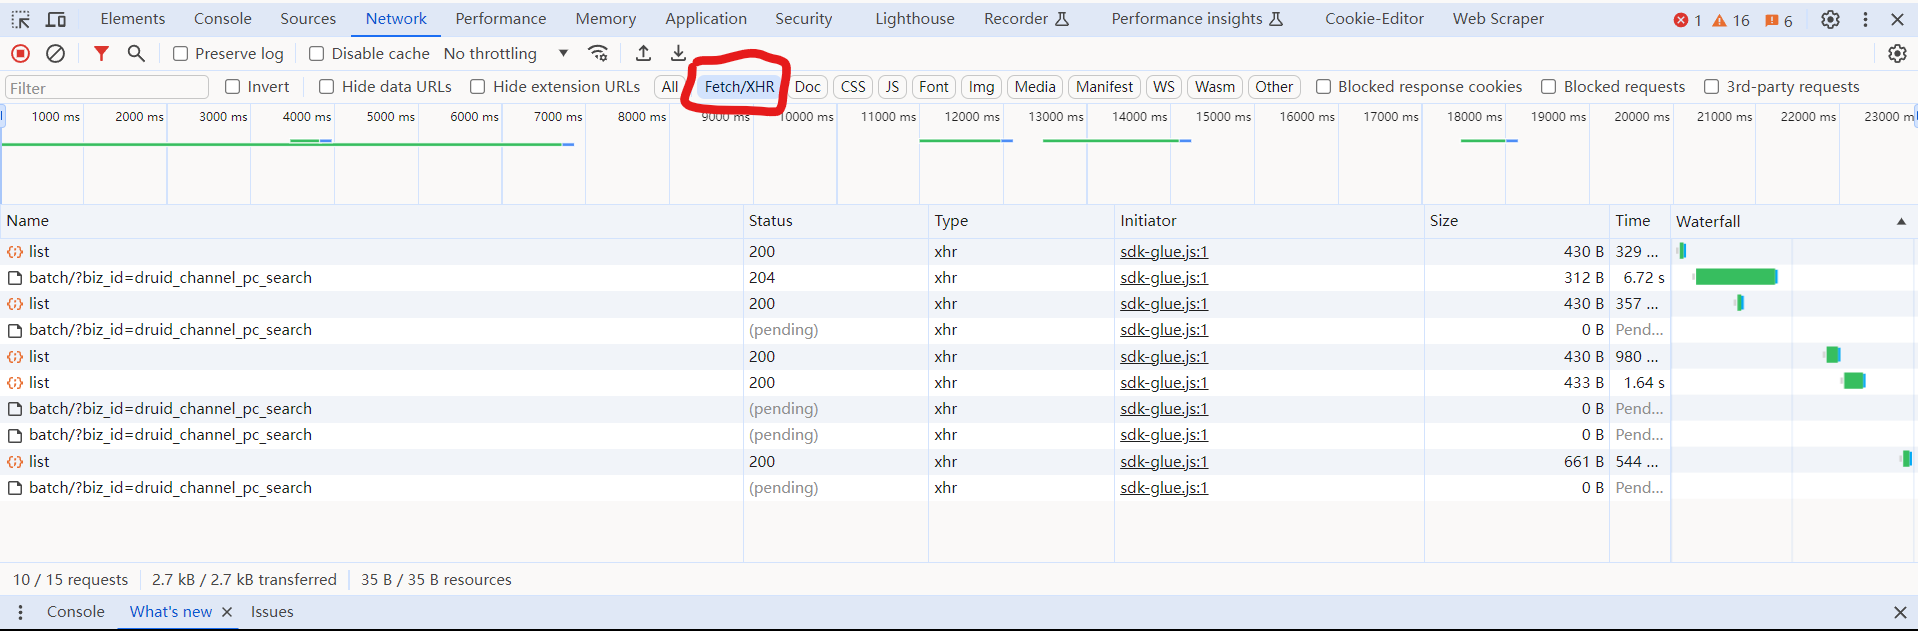 Elements Console Sources Network Performance Memory Application Security Lighthouse Recorder Performance insights Cookie-Editor Web Scraper 1 16 6
Preserve log Disable cache No throttling
Filter Invert Hide data URLs Hide extension URLs All Fetch/XHR Doc CSS JS Font Img Media Manifest WS Wasm Other Blocked response cookies Blocked requests 3rd-party requests
1000 ms 2000 ms 3000 ms 4000 ms 5000 ms 6000 ms 7000 ms 8000 ms 9000 ms 10000 ms 11000 ms 12000 ms 13000 ms 14000 ms 15000 ms 16000 ms 17000 ms 18000 ms 19000 ms 20000 ms 21000 ms 22000 ms 23000 m
Name Status Type Initiator Size Time Waterfall
list 200 xhr sdk-glue.js:1 430 B 329 ...
batch/?biz_id=druid_channel_pc_search 204 xhr sdk-glue.js:1 312 B 6.72 s
list 200 xhr sdk-glue.js:1 430 B 357 ...
batch/?biz_id=druid_channel_pc_search (pending) xhr sdk-glue.js:1 0 B Pend...
list 200 xhr sdk-glue.js:1 430 B 980 ...
list 200 xhr sdk-glue.js:1 433 B 1.64 s
batch/?biz_id=druid_channel_pc_search (pending) xhr sdk-glue.js:1 0 B Pend...
batch/?biz_id=druid_channel_pc_search (pending) xhr sdk-glue.js:1 0 B Pend...
list 200 xhr sdk-glue.js:1 661 B 544 ...
batch/?biz_id=druid_channel_pc_search (pending) xhr sdk-glue.js:1 0 B Pend...
10 / 15 requests 2.7 kB / 2.7 kB transferred 35 B / 35 B resources
Console What's new Issues